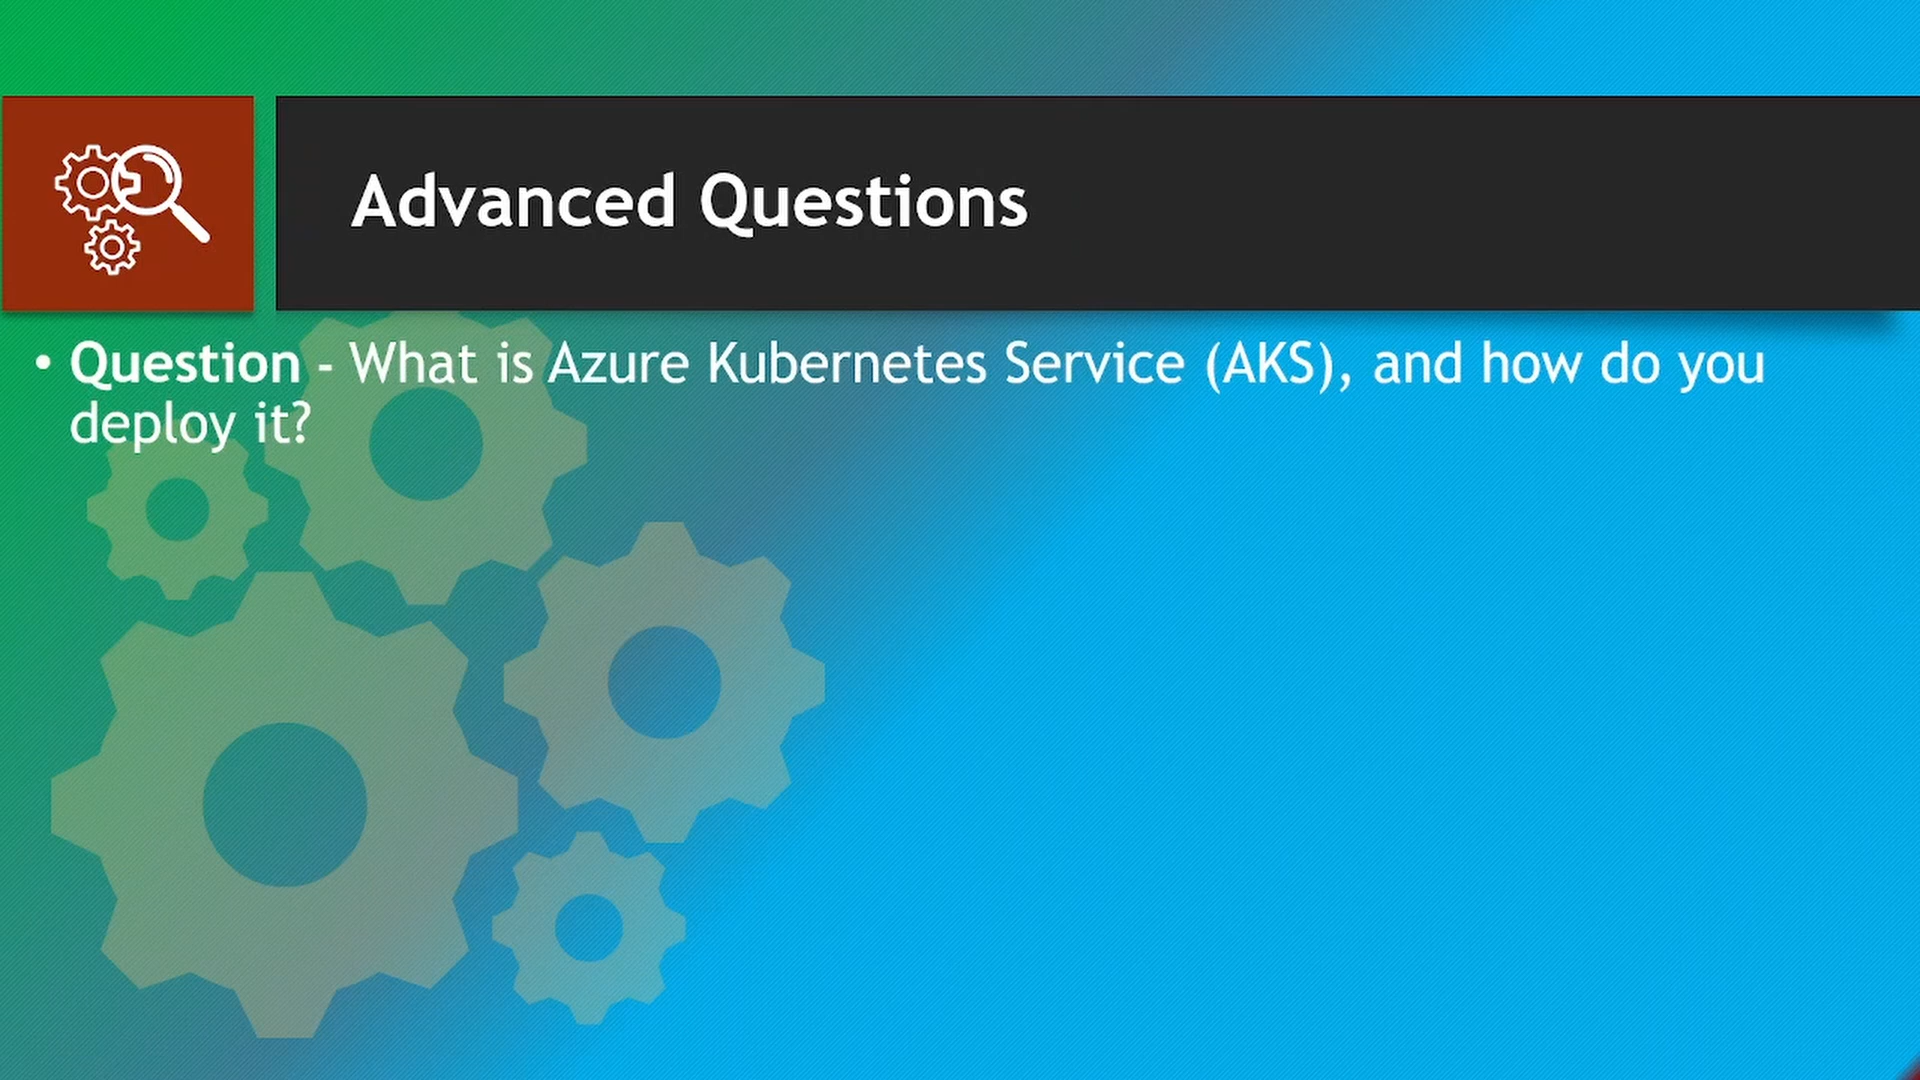 Advanced Questions
• Question - What is Azure Kubernetes Service (AKS), and how do you
deploy it?